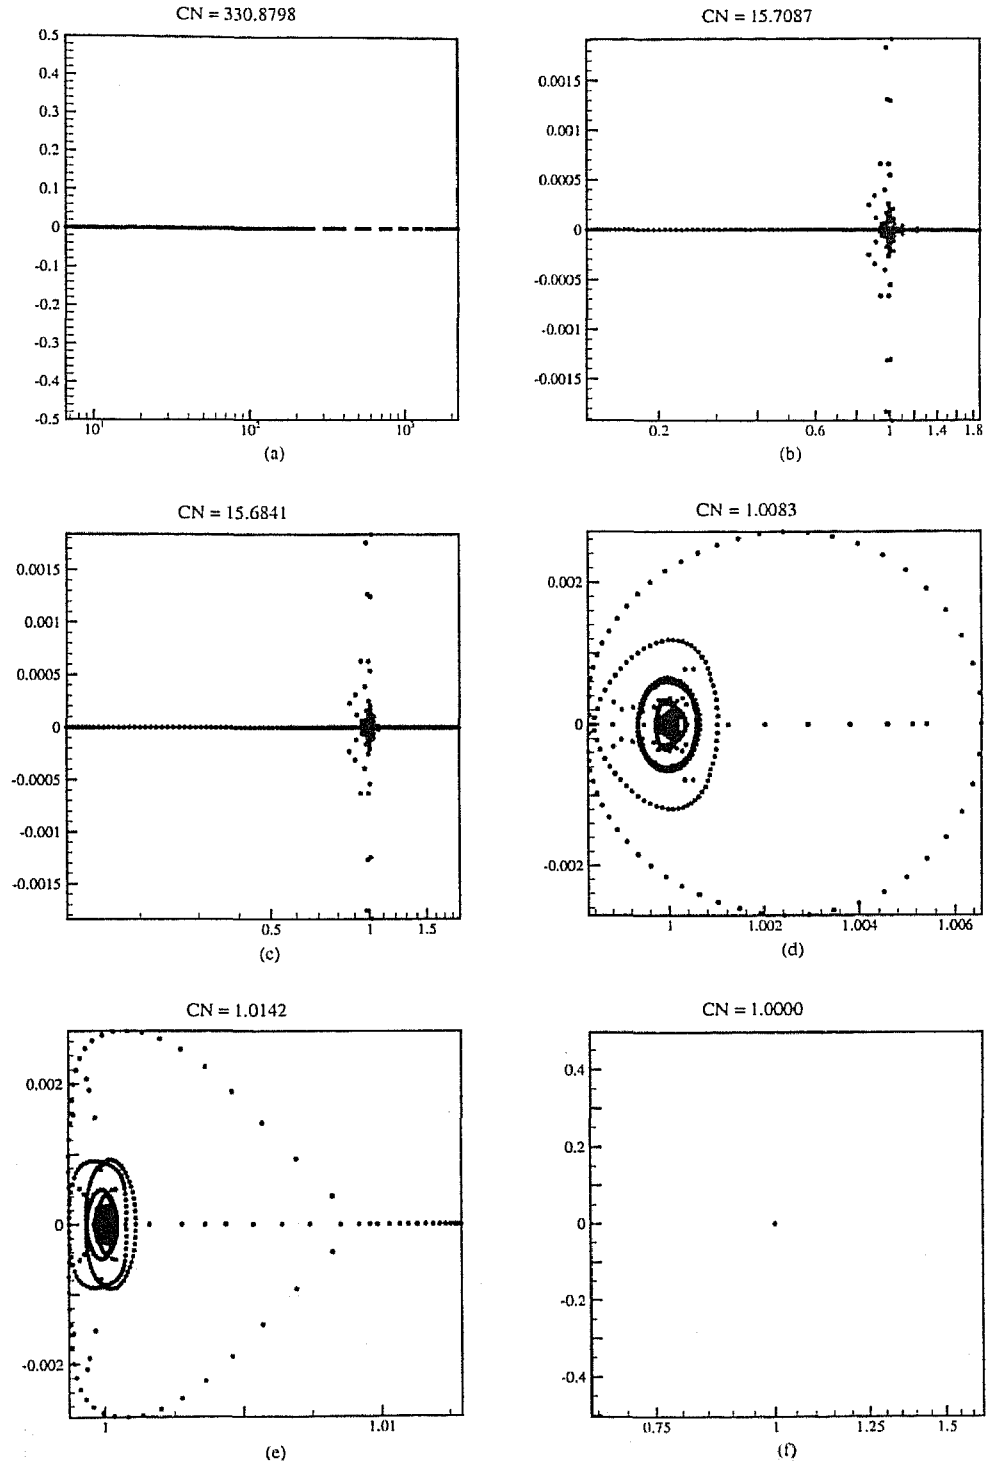 CN = 330.8798
0.5
0.4
0.3
0.2
0.1
0
-0.1
-0.2
-0.3
-0.4
-0.5
10¹ 10² 10³
(a)
CN = 15.7087
0.0015
0.001
0.0005
0
-0.0005
-0.001
-0.0015
0.2 0.6 1 1.4 1.8
(b)
CN = 15.6841
0.0015
0.001
0.0005
0
-0.0005
-0.001
-0.0015
0.5 1 1.5
(c)
CN = 1.0083
0.002
0
-0.002
1 1.002 1.004 1.006
(d)
CN = 1.0142
0.002
0
-0.002
1 1.01
(e)
CN = 1.0000
0.4
0.2
0
-0.2
-0.4
0.75 1 1.25 1.5
(f)